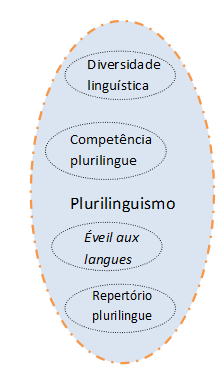 Diversidade
linguística
Competência
plurilingue
Plurilinguismo
Éveil aux
langues
Repertório
plurilingue